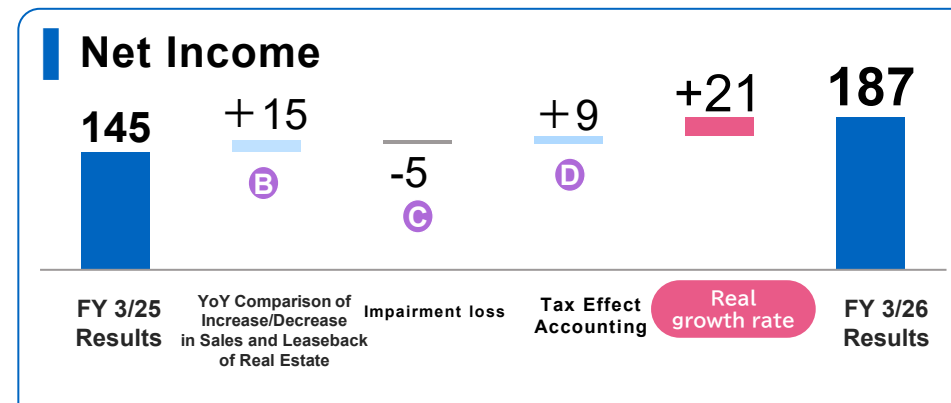 Net Income
145
+15
-5
+9
+21
187
B
C
D
FY 3/25
Results
YoY Comparison of
Increase/Decrease
in Sales and Leaseback
of Real Estate
Impairment loss
Tax Effect
Accounting
Real
growth rate
FY 3/26
Results